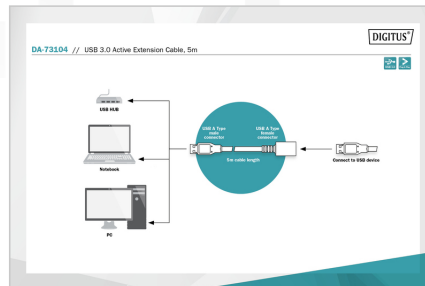 DIGITUS®
DA-73104 // USB 3.0 Active Extension Cable, 5m
USB HUB
USB A Type
male
connector
USB A Type
female
connector
5m cable length
Notebook
Connect to USB device
PC